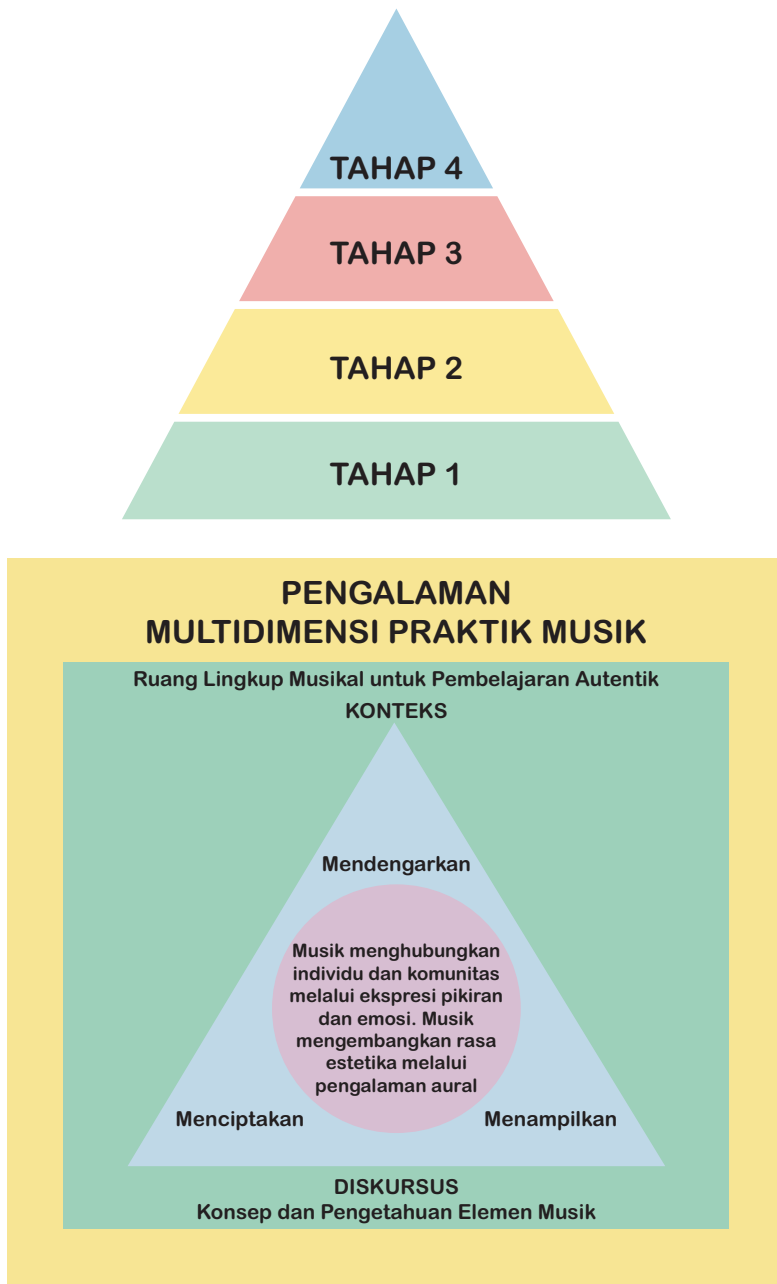 TAHAP 4
TAHAP 3
TAHAP 2
TAHAP 1
PENGALAMAN
MULTIDIMENSI PRAKTIK MUSIK
Ruang Lingkup Musikal untuk Pembelajaran Autentik
KONTEKS
Mendengarkan
Musik menghubungkan
individu dan komunitas
melalui ekspresi pikiran
dan emosi. Musik
mengembangkan rasa
estetika melalui
pengalaman aural
Menciptakan
Menampilkan
DISKURSUS
Konsep dan Pengetahuan Elemen Musik